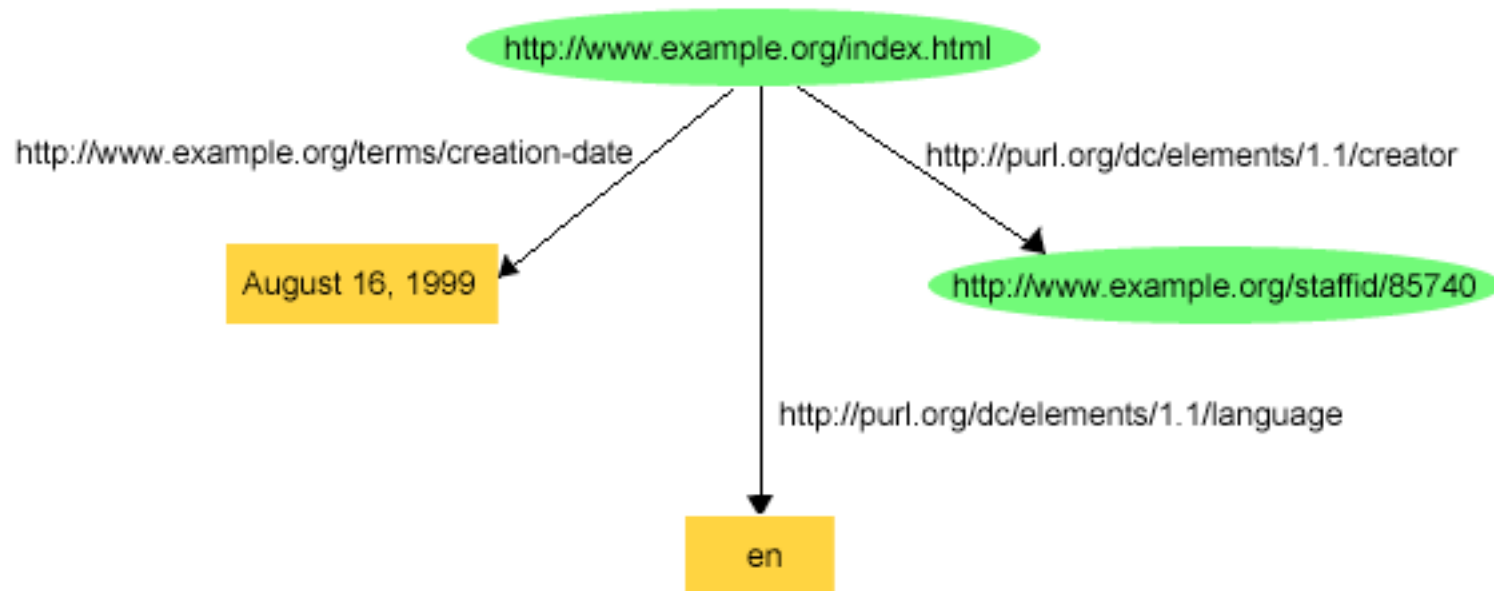 http://www.example.org/index.html
http://www.example.org/terms/creation-date
http://purl.org/dc/elements/1.1/creator
August 16, 1999
http://www.example.org/staffid/85740
http://purl.org/dc/elements/1.1/language
en